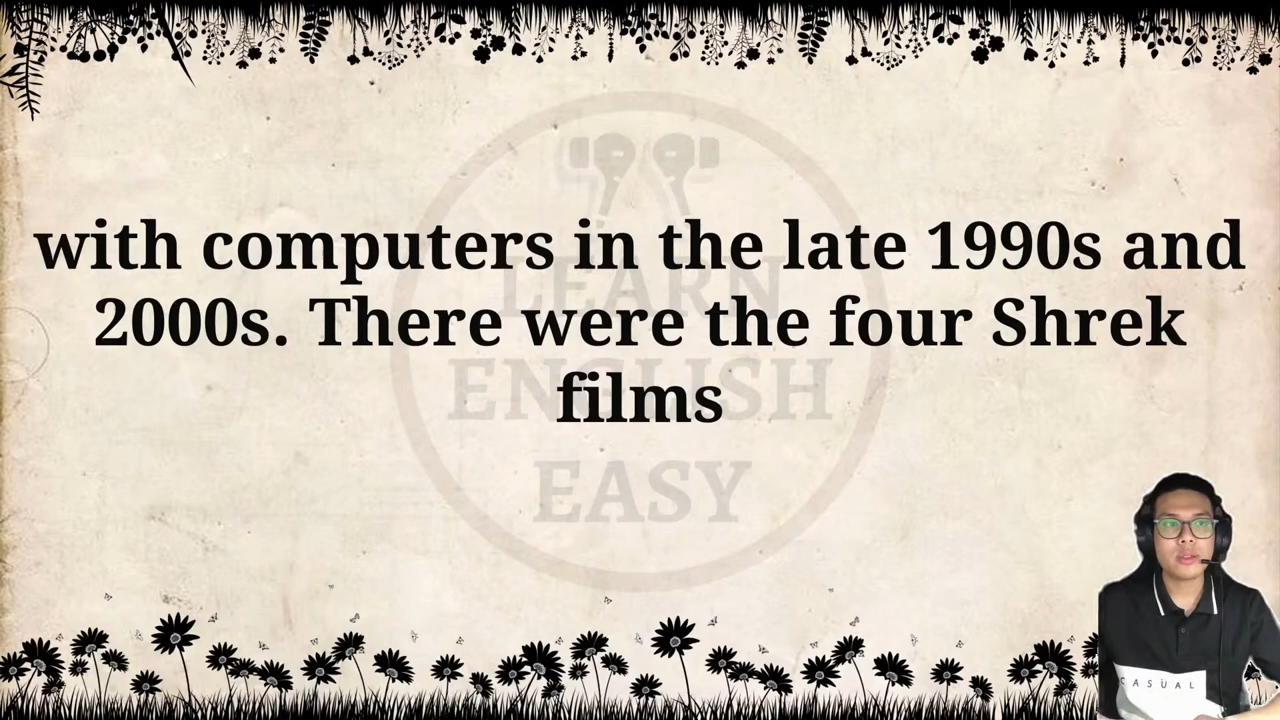 with computers in the late 1990s and
2000s. There were the four Shrek
films
LEARN
ENGLISH
EASY
CASUAL